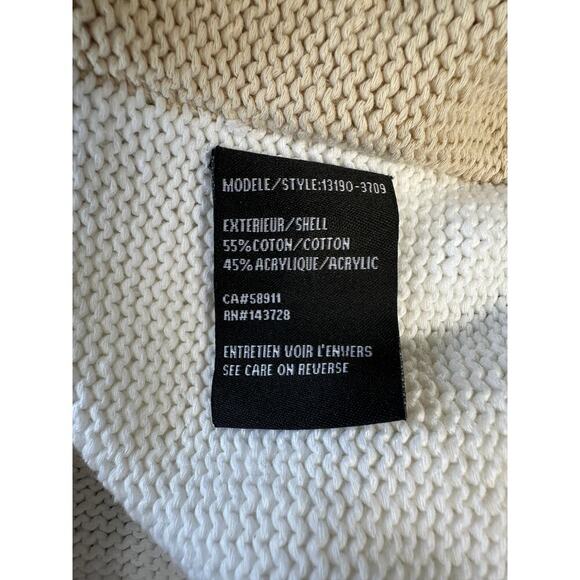 MODELE/STYLE:13190-3709
EXTERIEUR/SHELL
55%COTON/COTTON
45%ACRYLIQUE/ACRYLIC
CA#58911
RN#143728
ENTRETIEN VOIR L'ENVERS
SEE CARE ON REVERSE